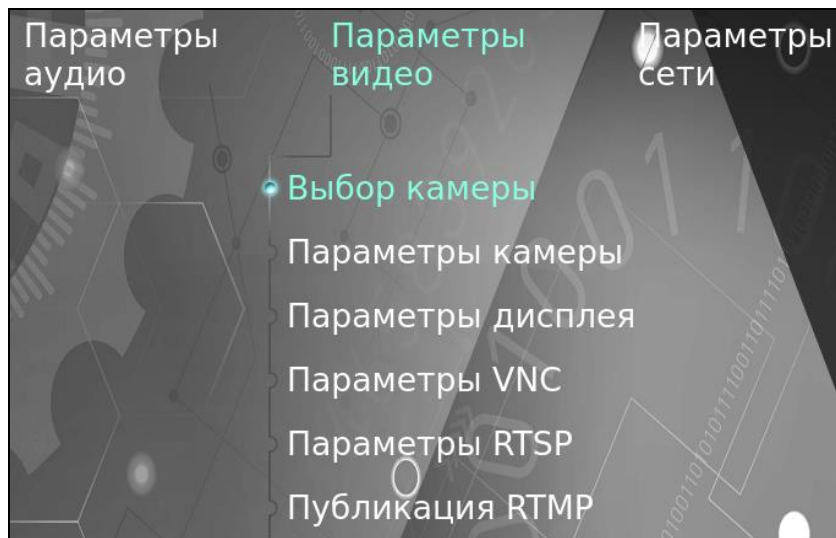 Параметры
аудио
Параметры
видео
Параметры
сети
Выбор камеры
Параметры камеры
Параметры дисплея
Параметры VNC
Параметры RTSP
Публикация RTMP